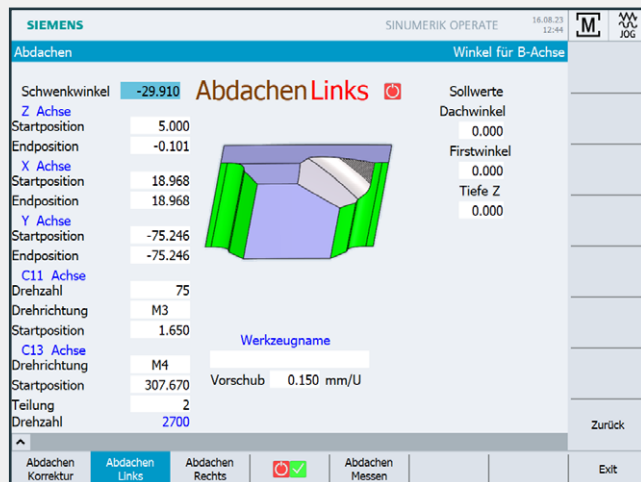 SIEMENS
SINUMERIK OPERATE
16.08.23
12:44
M
JOG
Abdachen
Winkel für B-Achse
Schwenkwinkel -29.910
Abdachen Links
Sollwerte
Z Achse
Startposition 5.000
Endposition -0.101
X Achse
Startposition 18.968
Endposition 18.968
Y Achse
Startposition -75.246
Endposition -75.246
C11 Achse
Drehzahl 75
Drehrichtung M3
Startposition 1.650
C13 Achse
Drehrichtung M4
Startposition 307.670
Teilung 2
Drehzahl 2700
Dachwinkel
0.000
Firstwinkel
0.000
Tiefe Z
0.000
Werkzeugname
Vorschub 0.150 mm/U
Zurück
Abdachen
Korrektur
Abdachen
Links
Abdachen
Rechts
Abdachen
Messen
Exit